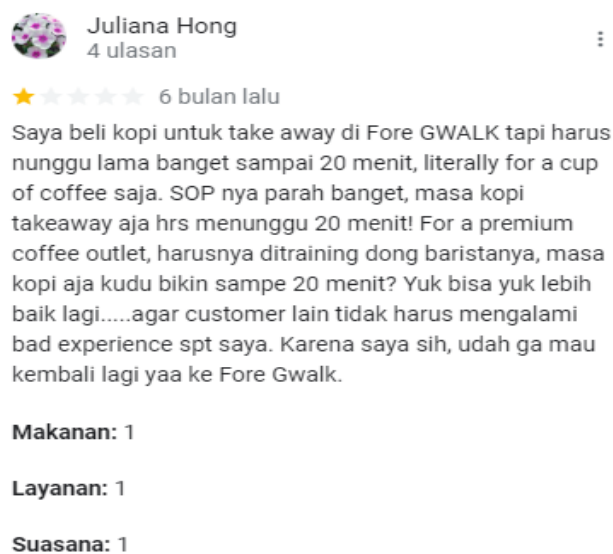 Juliana Hong
4 ulasan
6 bulan lalu
Saya beli kopi untuk take away di Fore GWALK tapi harus
nunggu lama banget sampai 20 menit, literally for a cup
of coffee saja. SOP nya parah banget, masa kopi
takeaway aja hrs menunggu 20 menit! For a premium
coffee outlet, harusnya ditraining dong baristanya, masa
kopi aja kudu bikin sampe 20 menit? Yuk bisa yuk lebih
baik lagi.....agar customer lain tidak harus mengalami
bad experience spt saya. Karena saya sih, udah ga mau
kembali lagi yaa ke Fore Gwalk.
Makanan: 1
Layanan: 1
Suasana: 1